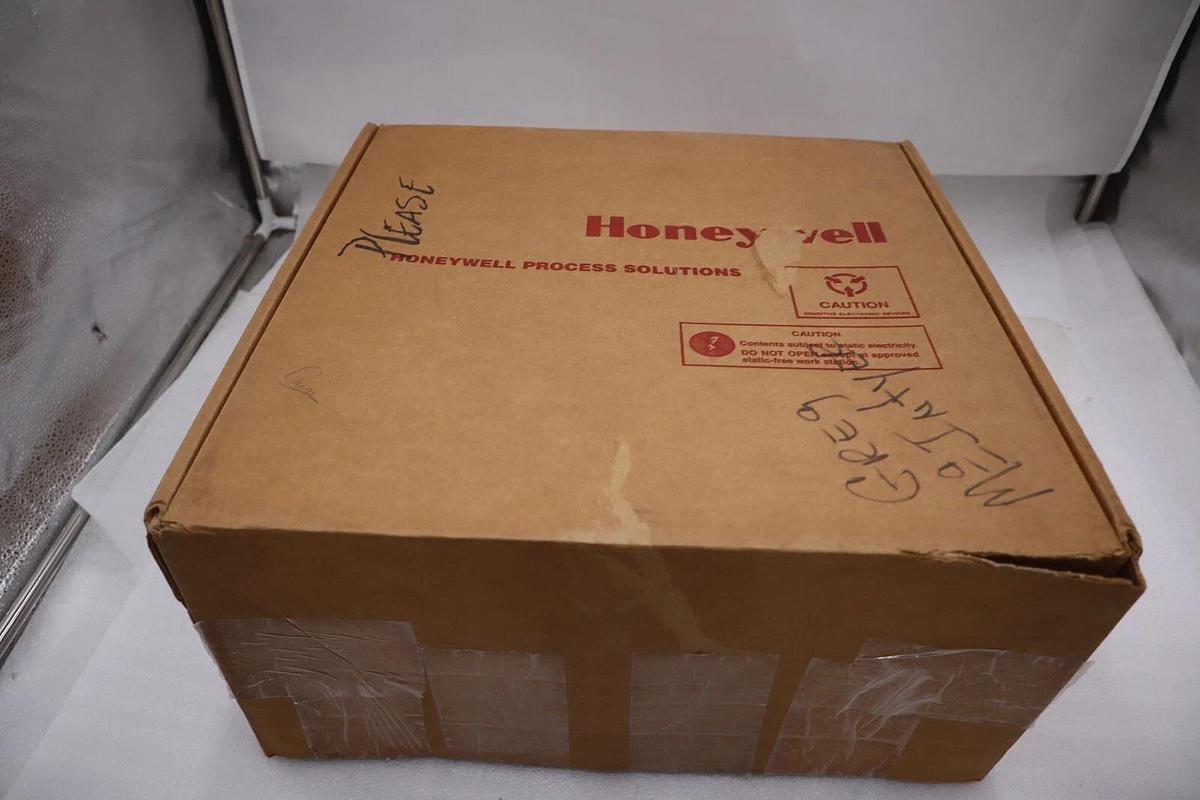 PLEASE
Honeywell
HONEYWELL PROCESS SOLUTIONS
CAUTION
SENSITIVE ELECTRONIC DEVICES
CAUTION
Contents subject to static electricity.
DO NOT OPEN except at approved
static-free work station.
GREG